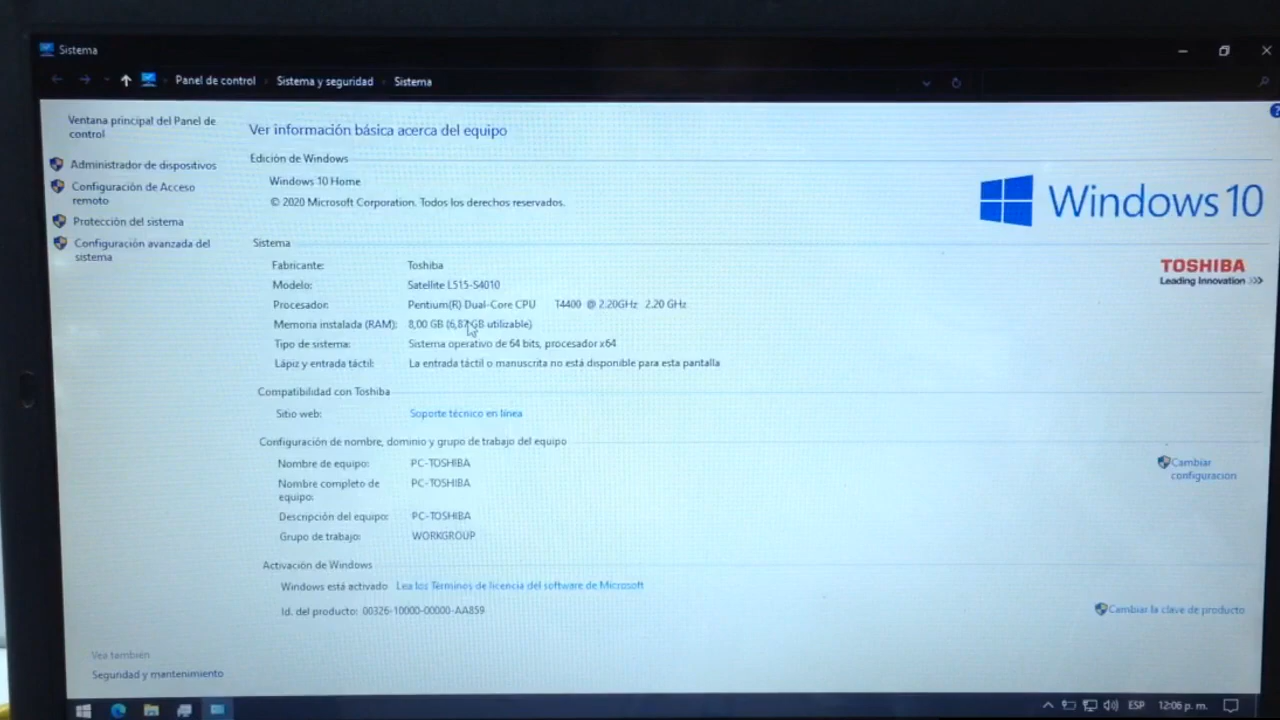 Sistema
Panel de control
Sistema y seguridad
Sistema
Ventana principal del Panel de
control
Administrador de dispositivos
Configuración de Acceso
remoto
Protección del sistema
Configuración avanzada del
sistema
Ver información básica acerca del equipo
Edición de Windows
Windows 10 Home
© 2020 Microsoft Corporation. Todos los derechos reservados.
Windows 10
Sistema
TOSHIBA
Leading Innovation >>>
Fabricante: Toshiba
Modelo: Satellite L515-S4010
Procesador: Pentium(R) Dual-Core CPU T4400 @ 2.20GHz 2.20 GHz
Memoria instalada (RAM): 8,00 GB (6,87 GB utilizable)
Tipo de sistema: Sistema operativo de 64 bits, procesador x64
Lápiz y entrada táctil: La entrada táctil o manuscrita no está disponible para esta pantalla
Compatibilidad con Toshiba
Sitio web: Soporte técnico en línea
Configuración de nombre, dominio y grupo de trabajo del equipo
Nombre de equipo: PC-TOSHIBA
Nombre completo de PC-TOSHIBA
equipo:
Descripción del equipo: PC-TOSHIBA
Grupo de trabajo: WORKGROUP
Cambiar
configuración
Activación de Windows
Windows está activado Lea los Términos de licencia del software de Microsoft
Id. del producto: 00326-10000-00000-AA859
Cambiar la clave de producto
Vea también
Seguridad y mantenimiento
ESP 12:06 p. m.